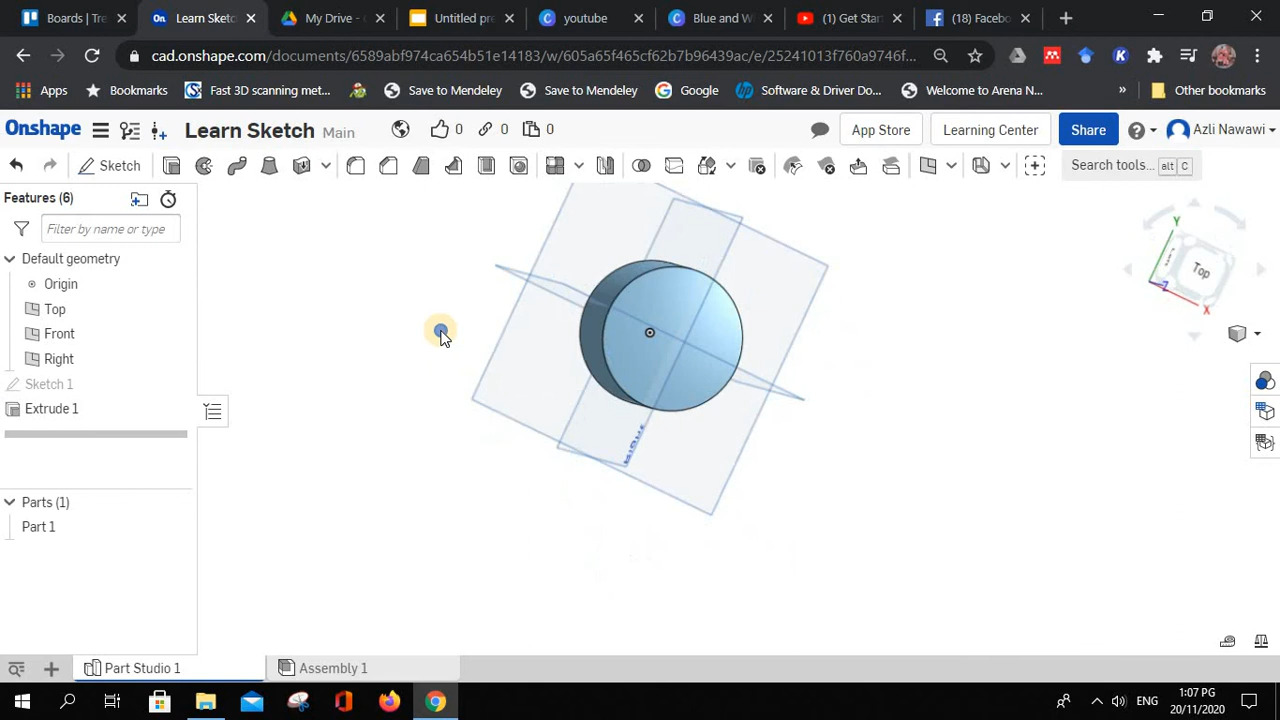 Boards | Tre
Learn Sketc
My Drive -
Untitled pre
youtube
Blue and W
(1) Get Star
(18) Facebo
cad.onshape.com/documents/6589abf974ca654b51e14183/w/605a65f465cf62b7b96439ac/e/25241013f760a9746f...
Apps
Bookmarks
Fast 3D scanning met...
Save to Mendeley
Save to Mendeley
Google
Software & Driver Do...
Welcome to Arena N...
»
Other bookmarks
Onshape
Learn Sketch
Main
0
0
0
App Store
Learning Center
Share
Azli Nawawi
Sketch
Search tools...
alt C
Features (6)
Filter by name or type
Default geometry
Origin
Top
Front
Right
Sketch 1
Extrude 1
Parts (1)
Part 1
Y
Top
Z
X
Part Studio 1
Assembly 1
ENG
1:07 PG
20/11/2020